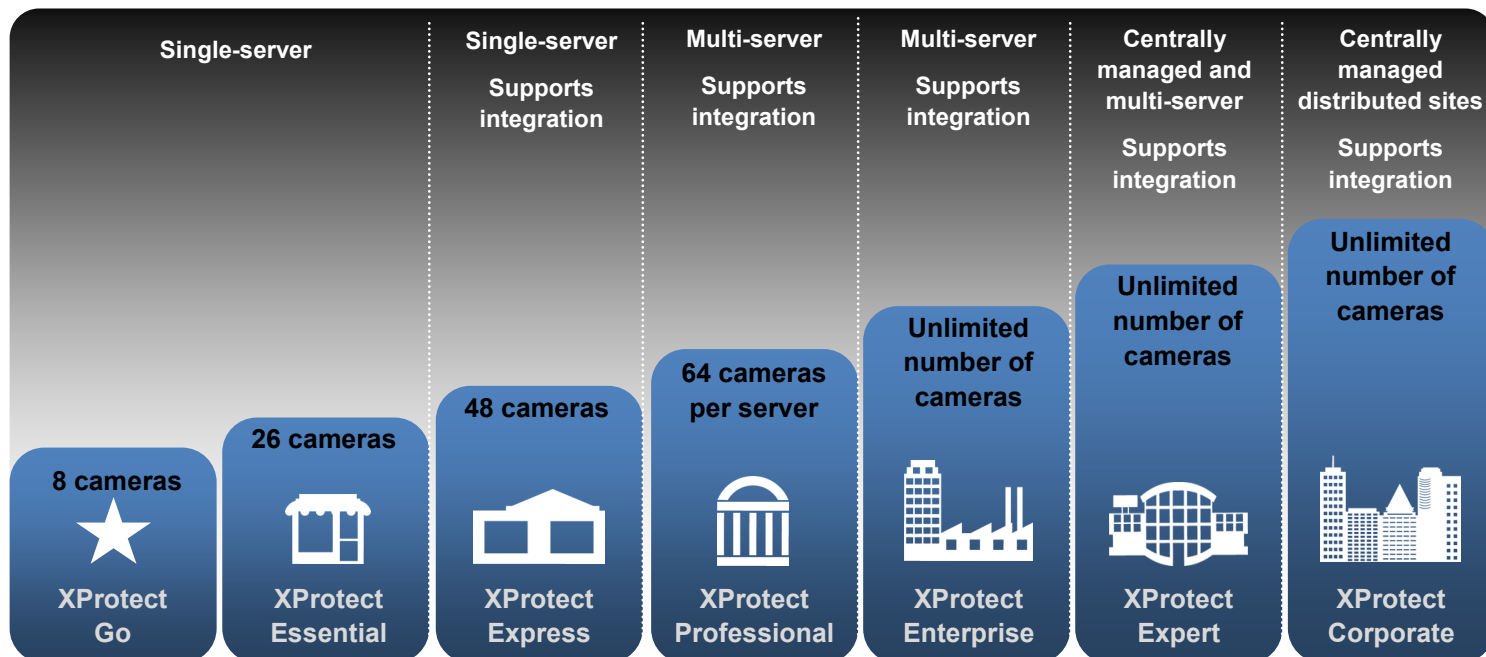 Single-server
Single-server
Supports
integration
Multi-server
Supports
integration
Multi-server
Supports
integration
Centrally
managed and
multi-server
Supports
integration
Centrally
managed
distributed sites
Supports
integration
8 cameras
XProtect
Go
26 cameras
XProtect
Essential
48 cameras
XProtect
Express
64 cameras
per server
XProtect
Professional
Unlimited
number of
cameras
XProtect
Enterprise
Unlimited
number of
cameras
XProtect
Expert
Unlimited
number of
cameras
XProtect
Corporate